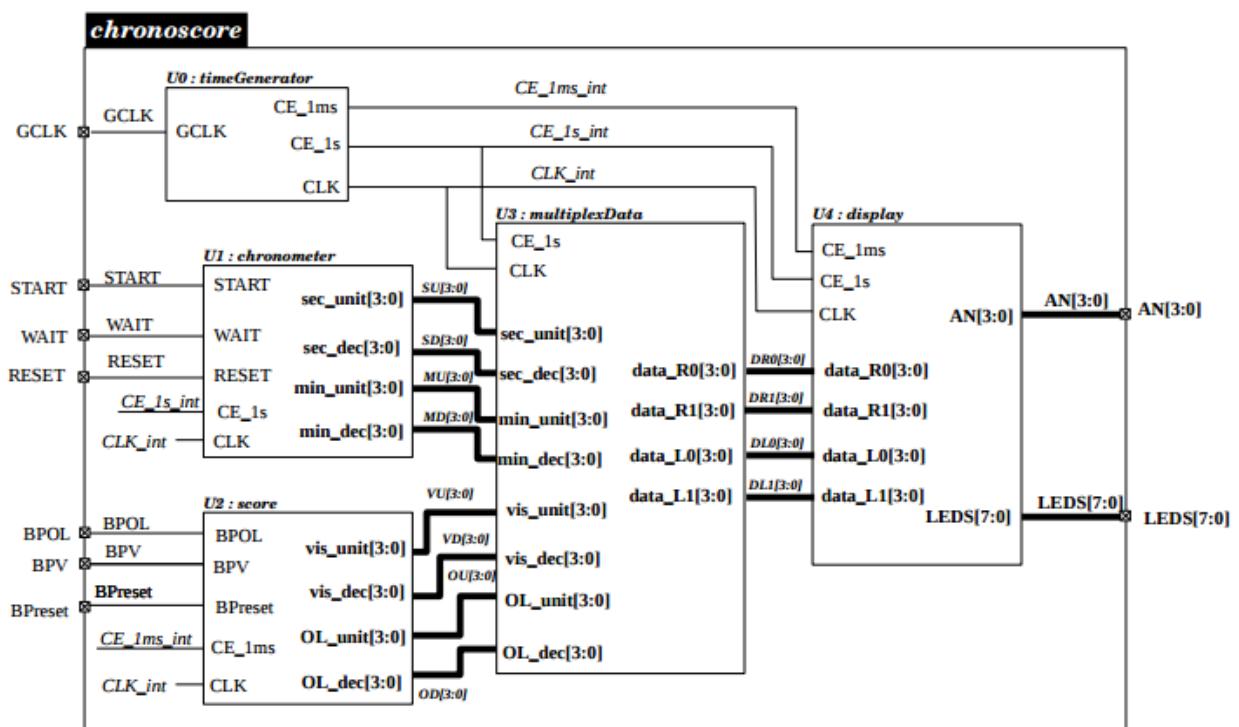 chronoscore
U0 : timeGenerator
GCLK
GCLK
GCLK
CE_1ms
CE_1s
CLK
CE_1ms_int
CE_1s_int
CLK_int
U1 : chronometer
START
START
START
WAIT
WAIT
WAIT
RESET
RESET
RESET
CE_1s_int
CE_1s
CLK_int
CLK
sec_unit[3:0]
sec_dec[3:0]
min_unit[3:0]
min_dec[3:0]
SU[3:0]
SD[3:0]
MU[3:0]
MD[3:0]
U2 : score
BPOL
BPOL
BPOL
BPV
BPV
BPV
BPreset
BPreset
BPreset
CE_1ms_int
CE_1ms
CLK_int
CLK
vis_unit[3:0]
vis_dec[3:0]
OL_unit[3:0]
OL_dec[3:0]
VU[3:0]
VD[3:0]
OU[3:0]
OD[3:0]
U3 : multiplexData
CE_1s
CLK
sec_unit[3:0]
sec_dec[3:0]
min_unit[3:0]
min_dec[3:0]
vis_unit[3:0]
vis_dec[3:0]
OL_unit[3:0]
OL_dec[3:0]
data_R0[3:0]
data_R1[3:0]
data_L0[3:0]
data_L1[3:0]
DR0[3:0]
DR1[3:0]
DL0[3:0]
DL1[3:0]
U4 : display
CE_1ms
CE_1s
CLK
data_R0[3:0]
data_R1[3:0]
data_L0[3:0]
data_L1[3:0]
AN[3:0]
LEDS[7:0]
AN[3:0]
AN[3:0]
LEDS[7:0]
LEDS[7:0]